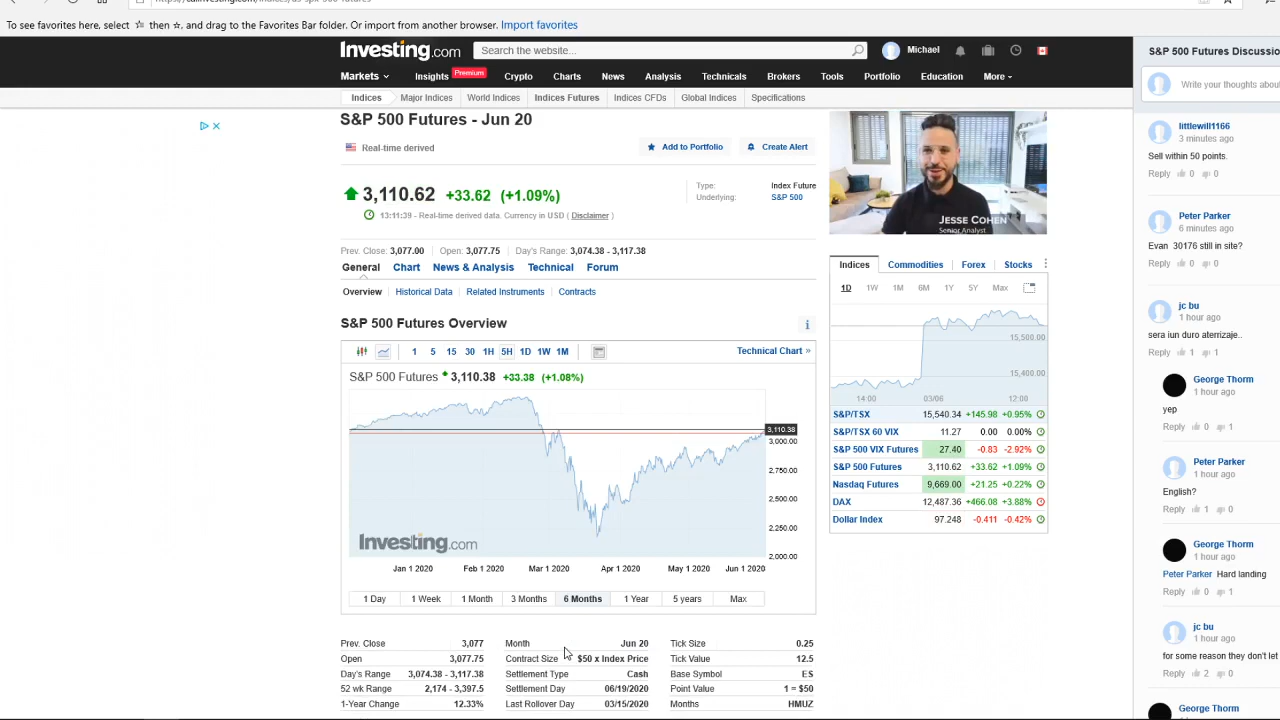 To see favorites here, select ☆ then ☆, and drag to the Favorites Bar folder. Or import from another browser. Import favorites
Investing.com
Search the website...
Michael
Markets
Insights
Premium
Crypto
Charts
News
Analysis
Technicals
Brokers
Tools
Portfolio
Education
More
Indices
Major Indices
World Indices
Indices Futures
Indices CFDs
Global Indices
Specifications
S&P 500 Futures - Jun 20
Real-time derived
Add to Portfolio
Create Alert
3,110.62 +33.62 (+1.09%)
Type: Index Future
Underlying: S&P 500
13:11:39 - Real-time derived data. Currency in USD ( Disclaimer )
Prev. Close: 3,077.00 Open: 3,077.75 Day's Range: 3,074.38 - 3,117.38
General Chart News & Analysis Technical Forum
Overview Historical Data Related Instruments Contracts
S&P 500 Futures Overview
1 5 15 30 1H 5H 1D 1W 1M
Technical Chart »
S&P 500 Futures 3,110.38 +33.38 (+1.08%)
3,110.38
3,000.00
2,750.00
2,500.00
2,250.00
2,000.00
Investing.com
Jan 1 2020 Feb 1 2020 Mar 1 2020 Apr 1 2020 May 1 2020 Jun 1 2020
1 Day 1 Week 1 Month 3 Months 6 Months 1 Year 5 years Max
Prev. Close 3,077 Month Jun 20 Tick Size 0.25
Open 3,077.75 Contract Size $50 x Index Price Tick Value 12.5
Day's Range 3,074.38 - 3,117.38 Settlement Type Cash Base Symbol ES
52 wk Range 2,174 - 3,397.5 Settlement Day 06/19/2020 Point Value 1 = $50
1-Year Change 12.33% Last Rollover Day 03/15/2020 Months HMUZ
JESSE COHEN
Senior Analyst
Indices Commodities Forex Stocks
1D 1W 1M 6M 1Y 5Y Max
15,500.00
15,400.00
14:00 03/06 12:00
S&P/TSX 15,540.34 +145.98 +0.95%
S&P/TSX 60 VIX 11.27 0.00 0.00%
S&P 500 VIX Futures 27.40 -0.83 -2.92%
S&P 500 Futures 3,110.62 +33.62 +1.09%
Nasdaq Futures 9,669.00 +21.25 +0.22%
DAX 12,487.36 +466.08 +3.88%
Dollar Index 97.248 -0.411 -0.42%
S&P 500 Futures Discussio
Write your thoughts about
littlewill1166
3 minutes ago
Sell within 50 points.
Reply 0 0
Peter Parker
6 minutes ago
Evan 30176 still in site?
Reply 0 0
jc bu
1 hour ago
sera iun duro aterrizaje..
Reply 1 1
George Thorm
1 hour ago
yep
Reply 0 1
Peter Parker
1 hour ago
English?
Reply 1 0
George Thorm
1 hour ago
Peter Parker Hard landing
Reply 0 1
jc bu
1 hour ago
for some reason they don't let
Reply 2 0
George Thorm